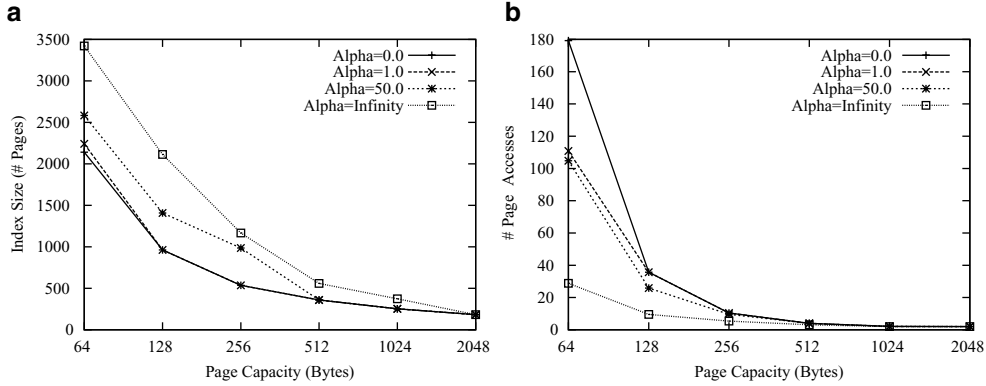 a
3500
3000
2500
2000
1500
1000
500
0
Index Size (# Pages)
64 128 256 512 1024 2048
Page Capacity (Bytes)
Alpha=0.0
Alpha=1.0
Alpha=50.0
Alpha=Infinity
b
180
160
140
120
100
80
60
40
20
0
# Page Accesses
64 128 256 512 1024 2048
Page Capacity (Bytes)
Alpha=0.0
Alpha=1.0
Alpha=50.0
Alpha=Infinity